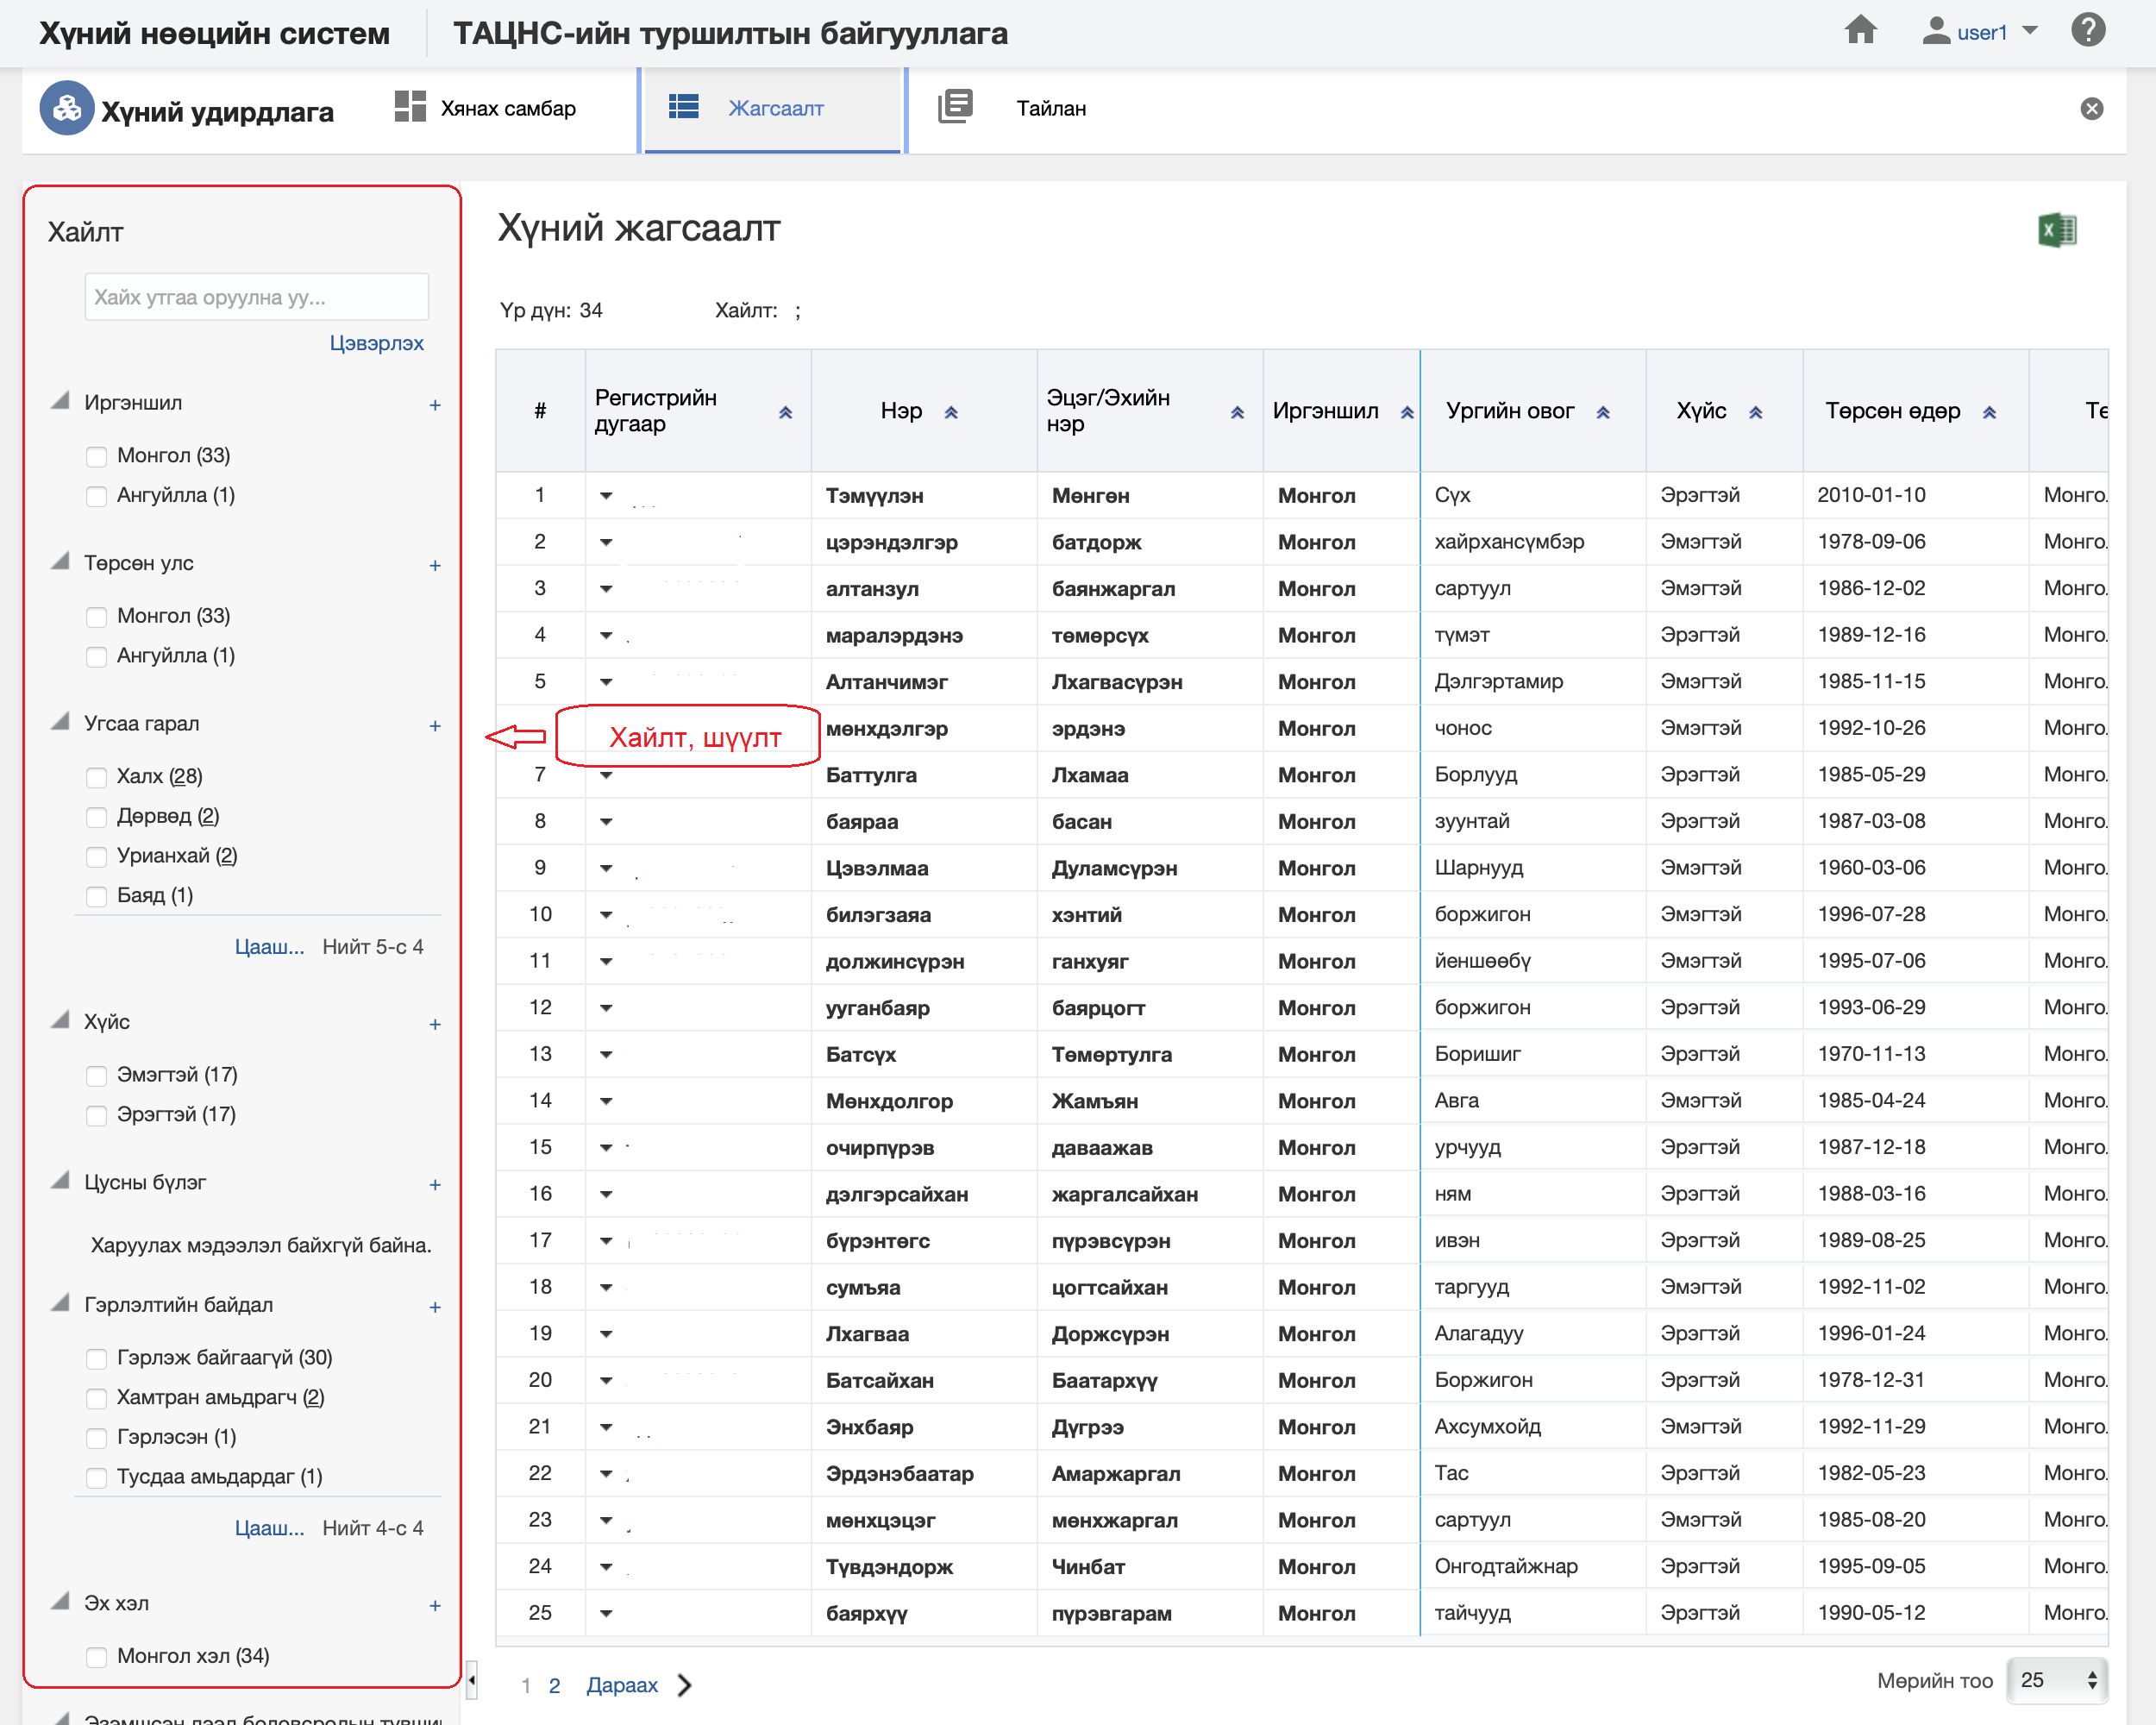 Хүний нөөцийн систем
ТАЦНС-ийн туршилтын байгууллага
user1
Хүний удирдлага
Хянах самбар
Жагсаалт
Тайлан
Хайлт
Хайх утгаа оруулна уу...
Цэвэрлэх
Иргэншил +
Монгол (33)
Ангуйлла (1)
Төрсөн улс +
Монгол (33)
Ангуйлла (1)
Угсаа гарал +
Халх (28)
Дөрвөд (2)
Урианхай (2)
Баяд (1)
Цааш... Нийт 5-с 4
Хүйс +
Эмэгтэй (17)
Эрэгтэй (17)
Цусны бүлэг +
Харуулах мэдээлэл байхгүй байна.
Гэрлэлтийн байдал +
Гэрлэж байгаагүй (30)
Хамтран амьдрагч (2)
Гэрлэсэн (1)
Тусдаа амьдардаг (1)
Цааш... Нийт 4-с 4
Эх хэл +
Монгол хэл (34)
Хайлт, шүүлт
Хүний жагсаалт
Үр дүн: 34 Хайлт: ;
# Регистрийн дугаар Нэр Эцэг/Эхийн нэр Иргэншил Ургийн овог Хүйс Төрсөн өдөр Тө
1 Тэмүүлэн Мөнгөн Монгол Сүх Эрэгтэй 2010-01-10 Монго
2 цэрэндэлгэр батдорж Монгол хайрхансүмбэр Эмэгтэй 1978-09-06 Монго
3 алтанзул баянжаргал Монгол сартуул Эмэгтэй 1986-12-02 Монго
4 маралэрдэнэ төмөрсүх Монгол түмэт Эрэгтэй 1989-12-16 Монго
5 Алтанчимэг Лхагвасүрэн Монгол Дэлгэртамир Эмэгтэй 1985-11-15 Монго
мөнхдэлгэр эрдэнэ Монгол чонос Эмэгтэй 1992-10-26 Монго
7 Баттулга Лхамаа Монгол Борлууд Эрэгтэй 1985-05-29 Монго
8 баяраа басан Монгол зуунтай Эрэгтэй 1987-03-08 Монго
9 Цэвэлмаа Дуламсүрэн Монгол Шарнууд Эмэгтэй 1960-03-06 Монго
10 билэгзаяа хэнтий Монгол боржигон Эмэгтэй 1996-07-28 Монго
11 должинсүрэн ганхуяг Монгол йеншөөбү Эмэгтэй 1995-07-06 Монго
12 ууганбаяр баярцогт Монгол боржигон Эрэгтэй 1993-06-29 Монго
13 Батсүх Төмөртулга Монгол Боришиг Эрэгтэй 1970-11-13 Монго
14 Мөнхдолгор Жамъян Монгол Авга Эмэгтэй 1985-04-24 Монго
15 очирпүрэв даваажав Монгол урчууд Эрэгтэй 1987-12-18 Монго
16 дэлгэрсайхан жаргалсайхан Монгол ням Эрэгтэй 1988-03-16 Монго
17 бүрэнтөгс пүрэвсүрэн Монгол ивэн Эрэгтэй 1989-08-25 Монго
18 сумъяа цогтсайхан Монгол таргууд Эмэгтэй 1992-11-02 Монго
19 Лхагваа Доржсүрэн Монгол Алагадуу Эрэгтэй 1996-01-24 Монго
20 Батсайхан Баатархүү Монгол Боржигон Эрэгтэй 1978-12-31 Монго
21 Энхбаяр Дүгрээ Монгол Ахсумхойд Эмэгтэй 1992-11-29 Монго
22 Эрдэнэбаатар Амаржаргал Монгол Тас Эрэгтэй 1982-05-23 Монго
23 мөнхцэцэг мөнхжаргал Монгол сартуул Эмэгтэй 1985-08-20 Монго
24 Түвдэндорж Чинбат Монгол Онгодтайжнар Эрэгтэй 1995-09-05 Монго
25 баярхүү пүрэвгарам Монгол тайчууд Эрэгтэй 1990-05-12 Монго
1 2 Дараах
Мөрийн тоо 25